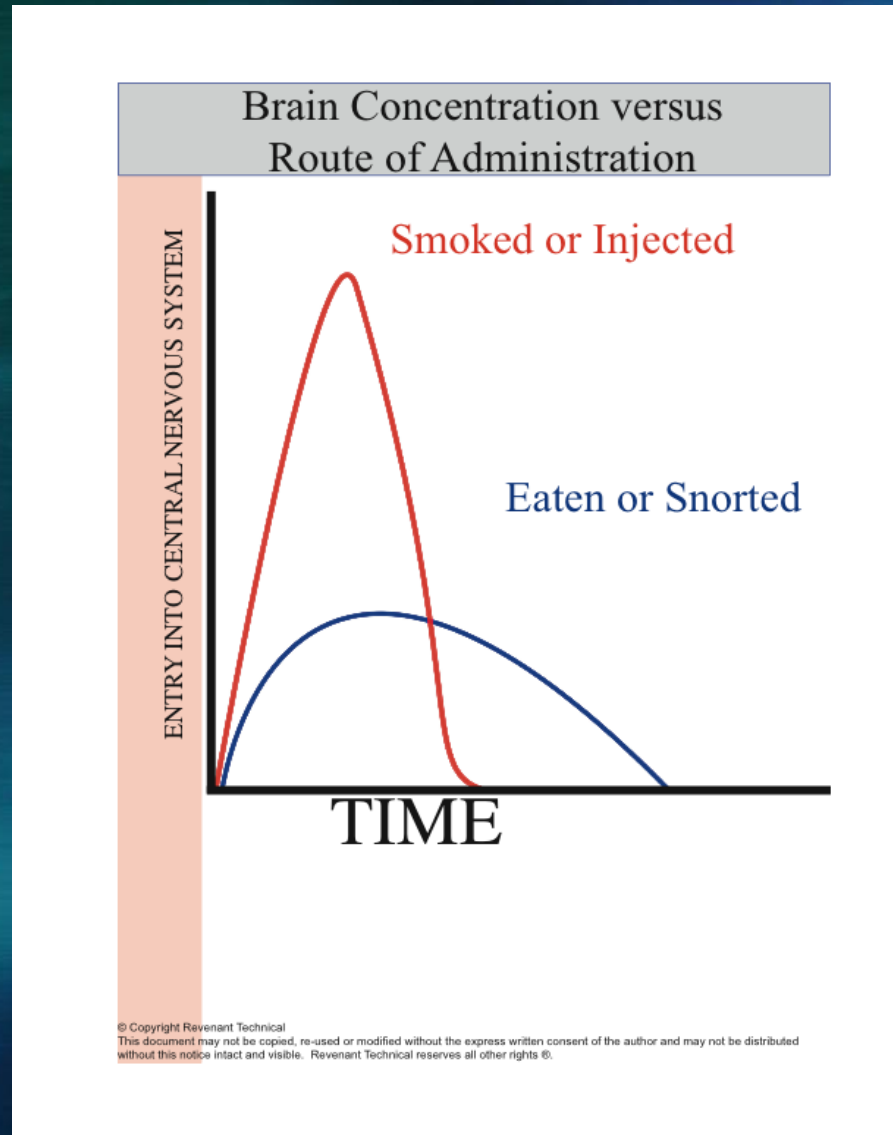 Brain Concentration versus
Route of Administration
ENTRY INTO CENTRAL NERVOUS SYSTEM
Smoked or Injected
Eaten or Snorted
TIME
© Copyright Revenant Technical
This document may not be copied, re-used or modified without the express written consent of the author and may not be distributed
without this notice intact and visible.  Revenant Technical reserves all other rights ®.